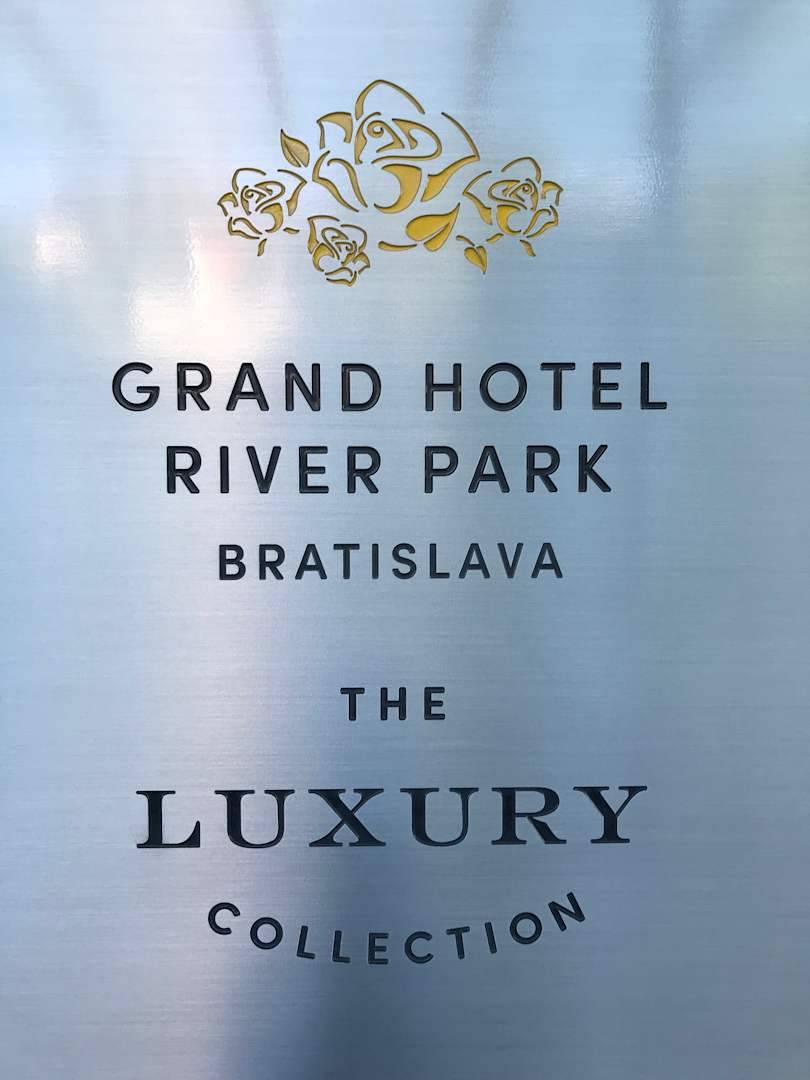 GRAND HOTEL
RIVER PARK
BRATISLAVA
THE
LUXURY
COLLECTION